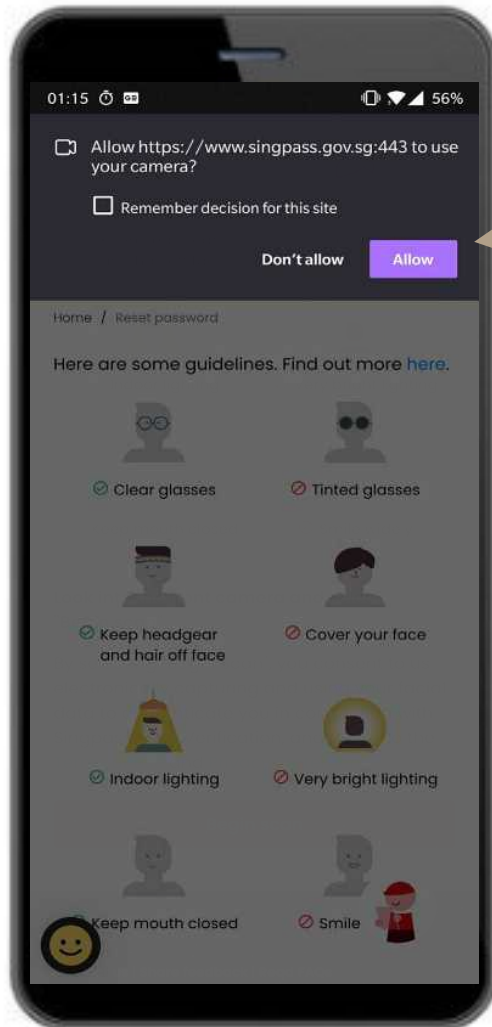 01:15 56%
Allow https://www.singpass.gov.sg:443 to use
your camera?
Remember decision for this site
Don't allow Allow
Home / Reset password
Here are some guidelines. Find out more here.
Clear glasses Tinted glasses
Keep headgear Cover your face
and hair off face
Indoor lighting Very bright lighting
Keep mouth closed Smile